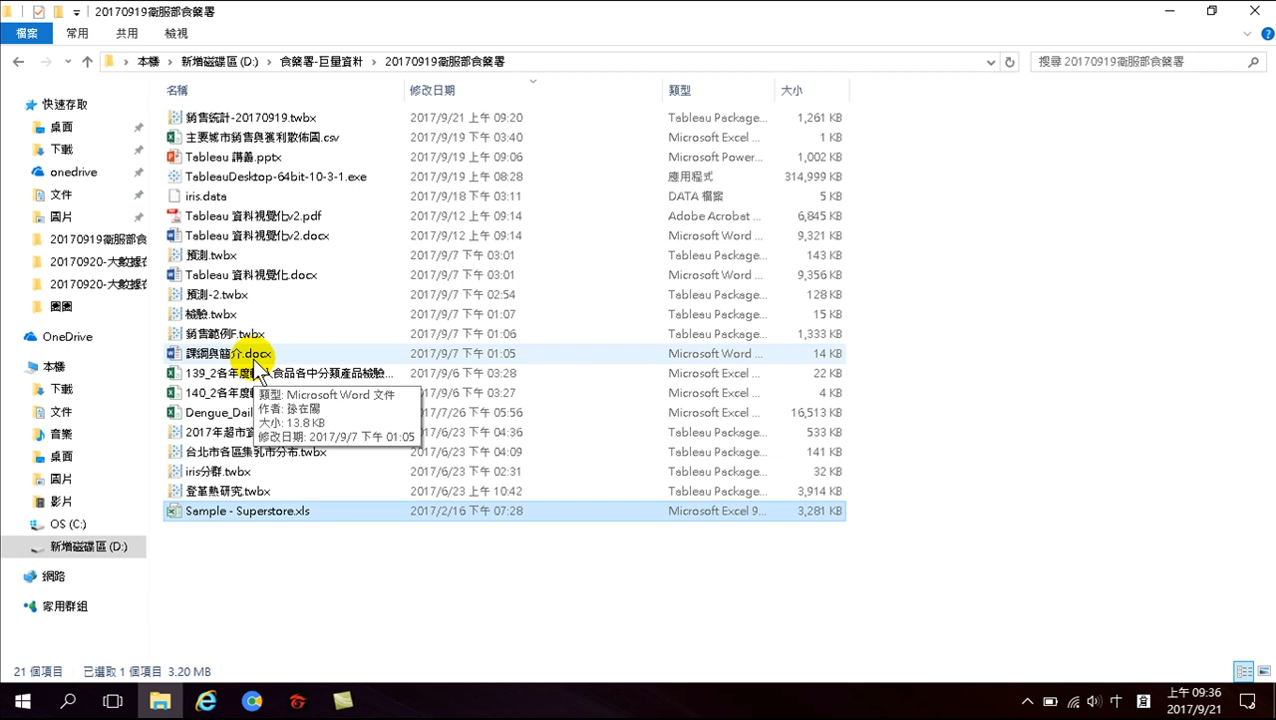 20170919衛服部食藥署
檔案 常用 共用 檢視
本機 新增磁碟區 (D:) 食藥署-巨量資料 20170919衛服部食藥署 搜尋 20170919衛服部食藥署
名稱 修改日期 類型 大小
快速存取
桌面
下載
onedrive
文件
圖片
20170919衛服部食
20170920-大數據在
20170920-大數據在
圈圈
OneDrive
本機
下載
文件
音樂
桌面
圖片
影片
OS (C:)
新增磁碟區 (D:)
網路
家用群組
銷售統計-20170919.twbx 2017/9/21 上午 09:20 Tableau Package... 1,261 KB
主要城市銷售與獲利散佈圖.csv 2017/9/19 下午 03:40 Microsoft Excel ... 1 KB
Tableau 講義.pptx 2017/9/19 上午 09:06 Microsoft Power... 1,002 KB
TableauDesktop-64bit-10-3-1.exe 2017/9/19 上午 08:28 應用程式 314,999 KB
iris.data 2017/9/18 下午 03:11 DATA 檔案 5 KB
Tableau 資料視覺化v2.pdf 2017/9/12 上午 09:14 Adobe Acrobat ... 6,845 KB
Tableau 資料視覺化v2.docx 2017/9/12 上午 09:14 Microsoft Word ... 9,321 KB
預測.twbx 2017/9/7 下午 03:01 Tableau Package... 143 KB
Tableau 資料視覺化.docx 2017/9/7 下午 03:01 Microsoft Word ... 9,356 KB
預測-2.twbx 2017/9/7 下午 02:54 Tableau Package... 128 KB
檢驗.twbx 2017/9/7 下午 01:07 Tableau Package... 15 KB
銷售範例F.twbx 2017/9/7 下午 01:06 Tableau Package... 1,333 KB
課綱與簡介.docx 2017/9/7 下午 01:05 Microsoft Word ... 14 KB
139_2各年度輸入食品各中分類產品檢驗... 2017/9/6 下午 03:28 Microsoft Excel ... 22 KB
140_2各年度 2017/9/6 下午 03:27 Microsoft Excel ... 4 KB
Dengue_Dail 2017/7/26 下午 05:56 Microsoft Excel ... 16,513 KB
2017年超市資 2017/6/23 下午 04:36 Microsoft Excel ... 533 KB
台北市各區集乳市分布.twbx 2017/6/23 下午 04:09 Tableau Package... 141 KB
iris分群.twbx 2017/6/23 下午 02:31 Tableau Package... 32 KB
登革熱研究.twbx 2017/6/23 上午 10:42 Tableau Package... 3,914 KB
Sample - Superstore.xls 2017/2/16 下午 07:28 Microsoft Excel 9... 3,281 KB
類型: Microsoft Word 文件
作者: 孫在陽
大小: 13.8 KB
修改日期: 2017/9/7 下午 01:05
21 個項目 已選取 1 個項目 3.20 MB
中 上午 09:36
2017/9/21